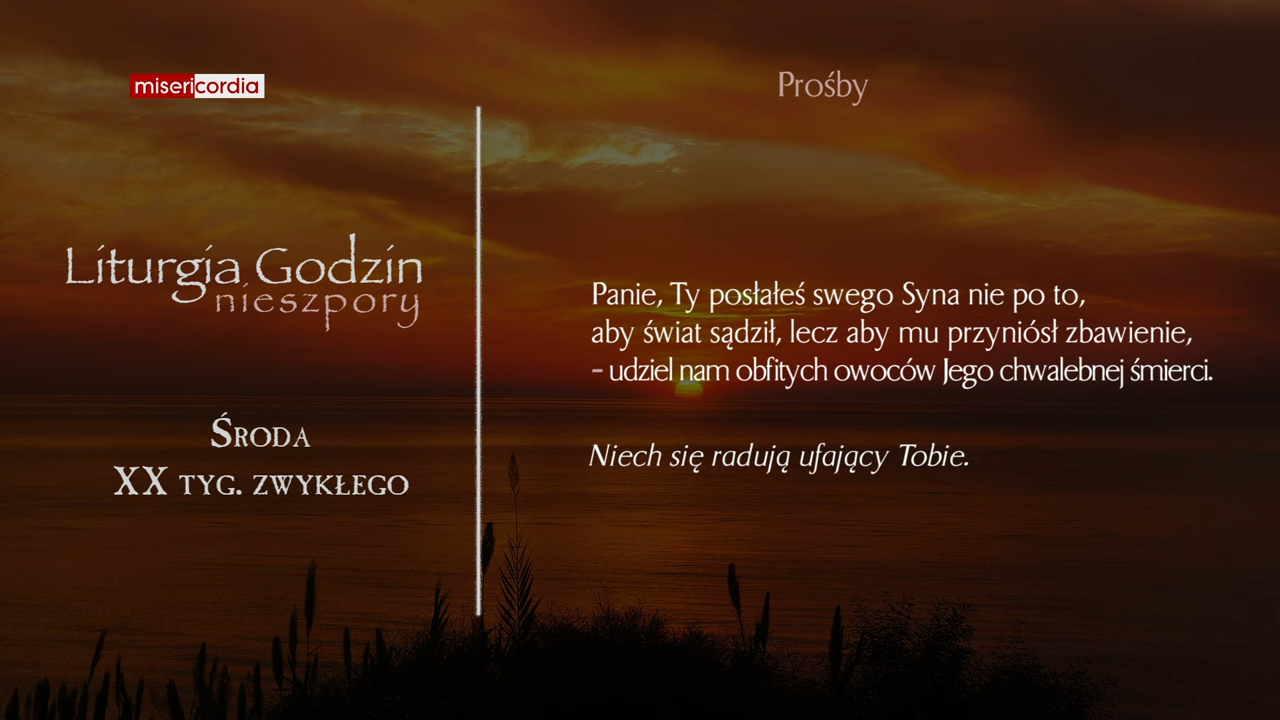 misericordia
Liturgia Godzin
nieszpory
Środa
XX tyg. zwykłego
Prośby
Panie, Ty posłałeś swego Syna nie po to,
aby świat sądził, lecz aby mu przyniósł zbawienie,
- udziel nam obfitych owoców Jego chwalebnej śmierci.
Niech się radują ufający Tobie.